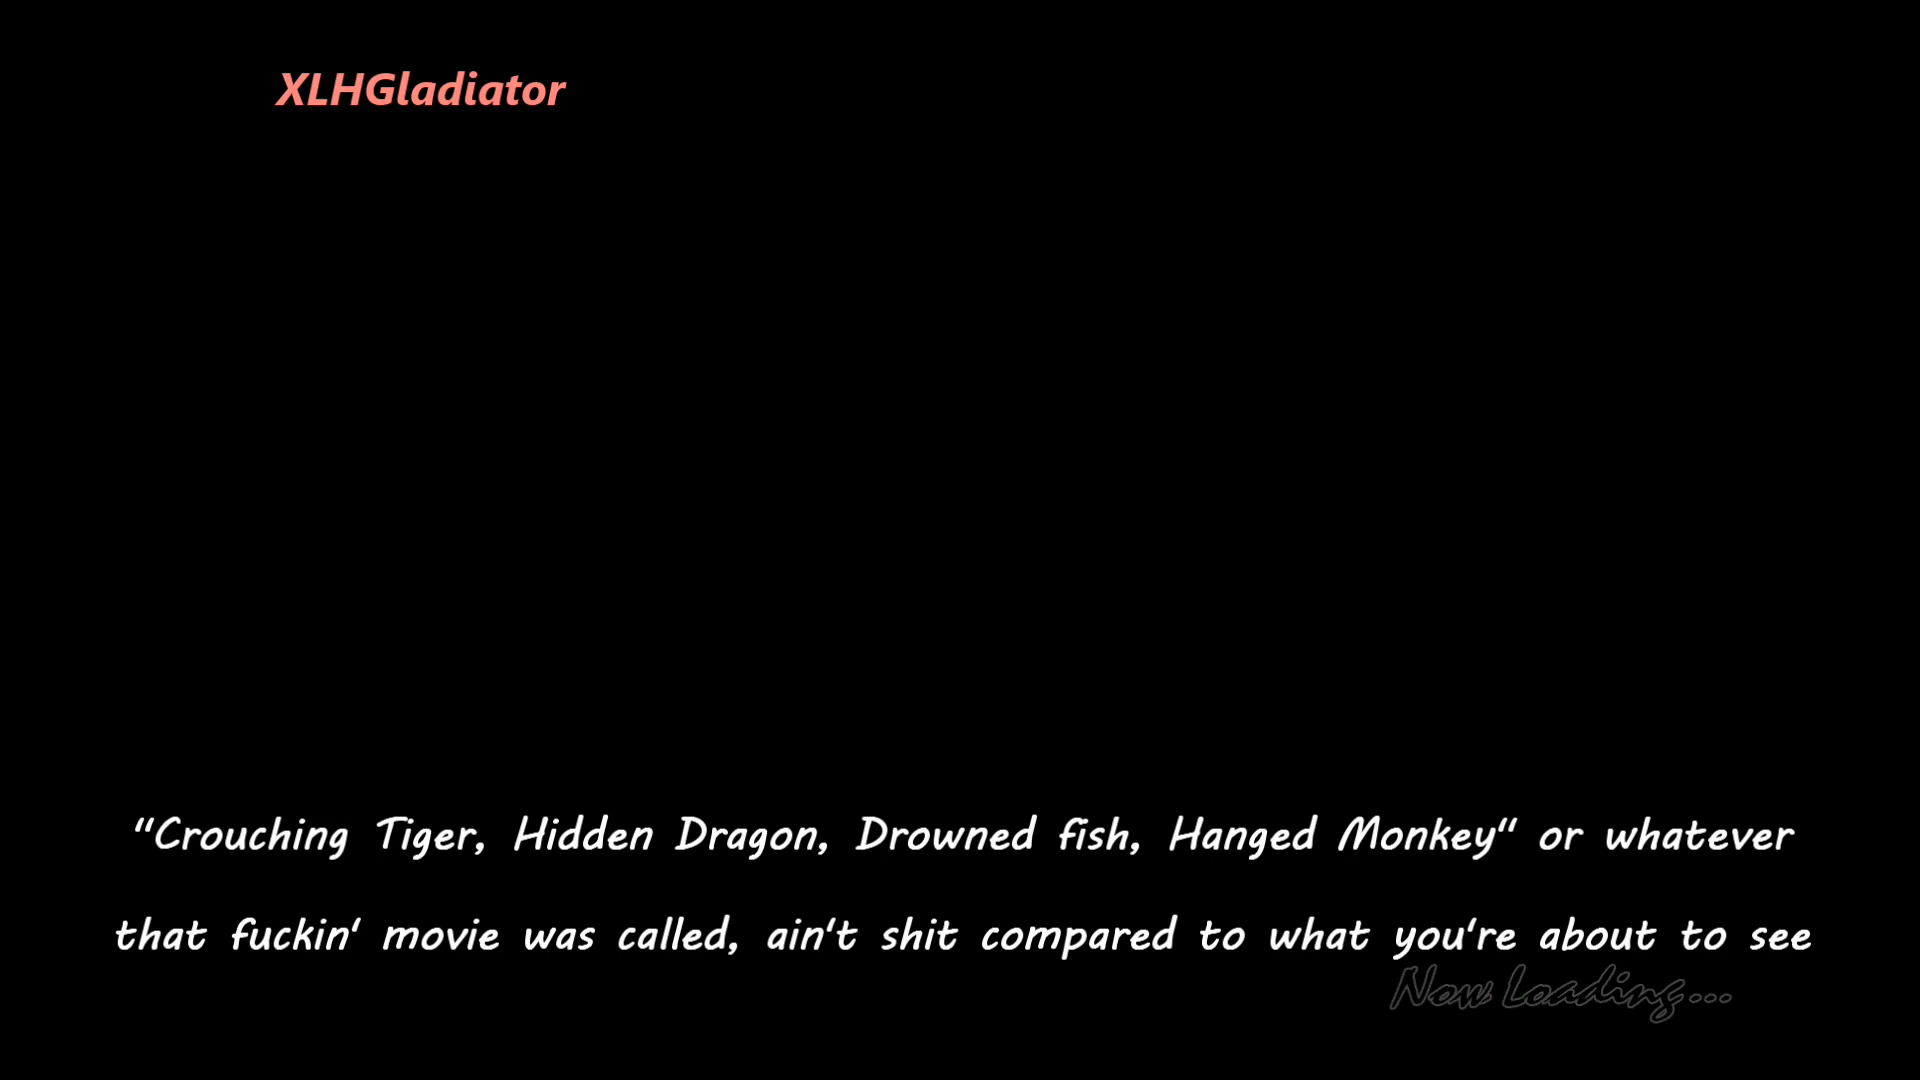 XLHGladiator
"Crouching Tiger, Hidden Dragon, Drowned fish, Hanged Monkey" or whatever
that fuckin' movie was called, ain't shit compared to what you're about to see
Now Loading...